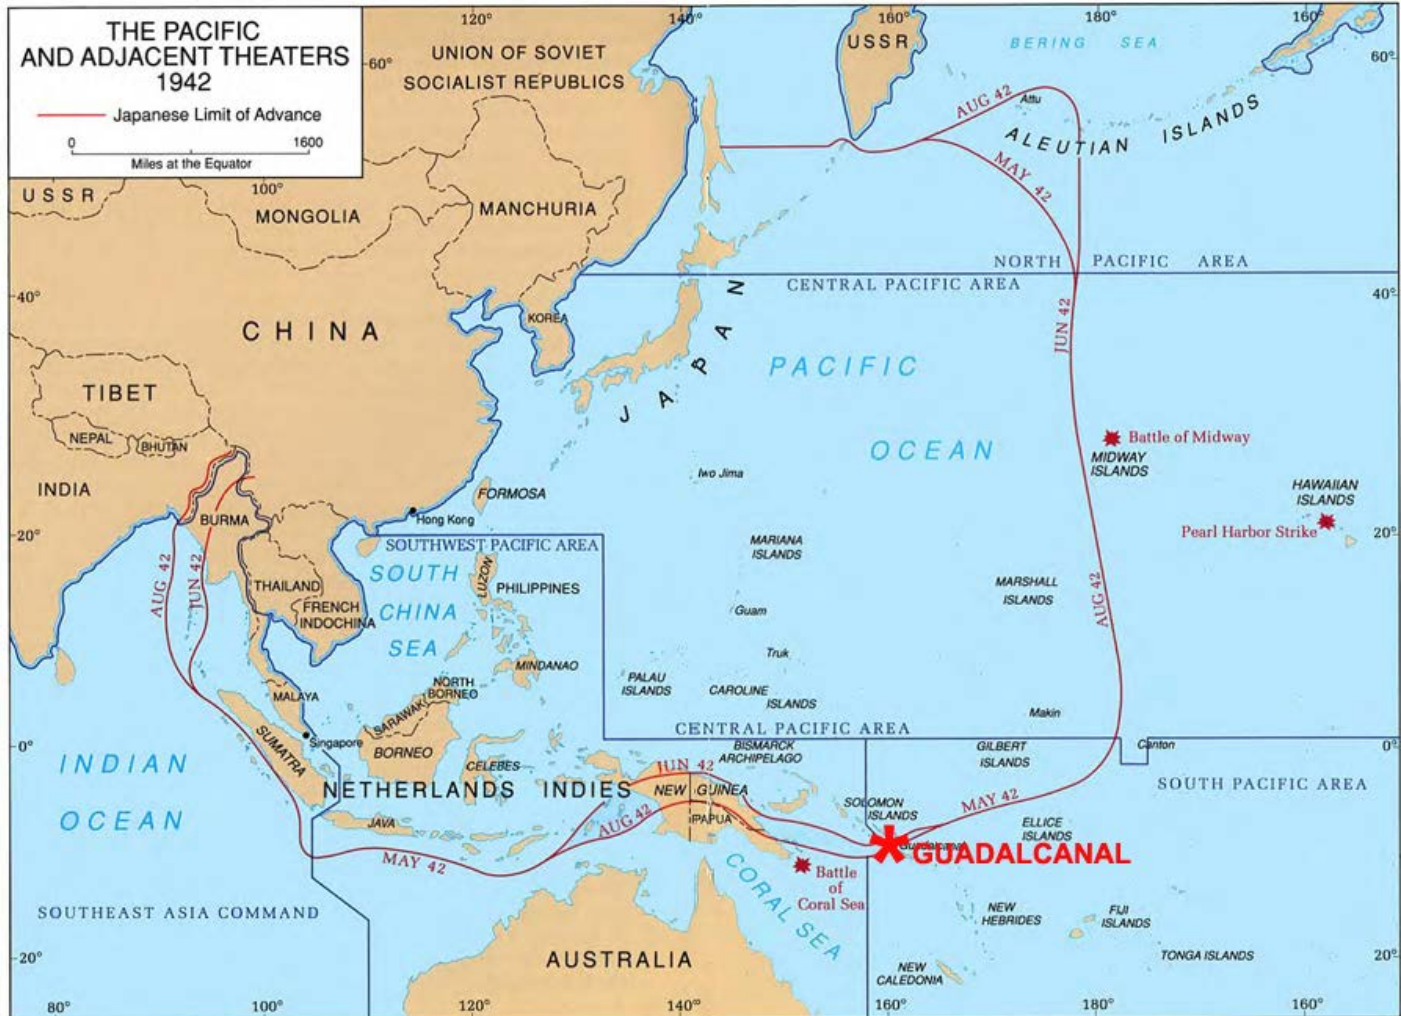 THE PACIFIC
AND ADJACENT THEATERS
1942
Japanese Limit of Advance
0 1600
Miles at the Equator
120°
140°
160°
180°
160°
60°
60°
UNION OF SOVIET
SOCIALIST REPUBLICS
USSR
BERING SEA
AUG 42
Attu
ALEUTIAN ISLANDS
MAY 42
USSR
100°
MONGOLIA
MANCHURIA
NORTH PACIFIC AREA
CENTRAL PACIFIC AREA
40°
40°
KOREA
CHINA
JAPAN
JUN 42
PACIFIC
OCEAN
TIBET
NEPAL
BHUTAN
Battle of Midway
MIDWAY
ISLANDS
Iwo Jima
INDIA
FORMOSA
HAWAIIAN
ISLANDS
BURMA
Hong Kong
Pearl Harbor Strike
20°
20°
SOUTHWEST PACIFIC AREA
MARIANA
ISLANDS
AUG 42
JUN 42
THAILAND
SOUTH
CHINA
SEA
LUZON
PHILIPPINES
MARSHALL
ISLANDS
AUG 42
FRENCH
INDOCHINA
Guam
Truk
MINDANAO
PALAU
ISLANDS
CAROLINE
ISLANDS
NORTH
BORNEO
MALAYA
SARAWAK
Makin
CENTRAL PACIFIC AREA
SUMATRA
Singapore
BORNEO
CELEBES
BISMARCK
ARCHIPELAGO
GILBERT
ISLANDS
Canton
0°
0°
INDIAN
OCEAN
JUN 42
NETHERLANDS INDIES
NEW GUINEA
SOUTH PACIFIC AREA
MAY 42
SOLOMON
ISLANDS
JAVA
AUG 42
PAPUA
ELLICE
ISLANDS
Guadalcanal
GUADALCANAL
MAY 42
Battle
of
Coral Sea
CORAL SEA
SOUTHEAST ASIA COMMAND
NEW
HEBRIDES
FIJI
ISLANDS
AUSTRALIA
TONGA ISLANDS
20°
20°
NEW
CALEDONIA
80°
100°
120°
140°
160°
180°
160°